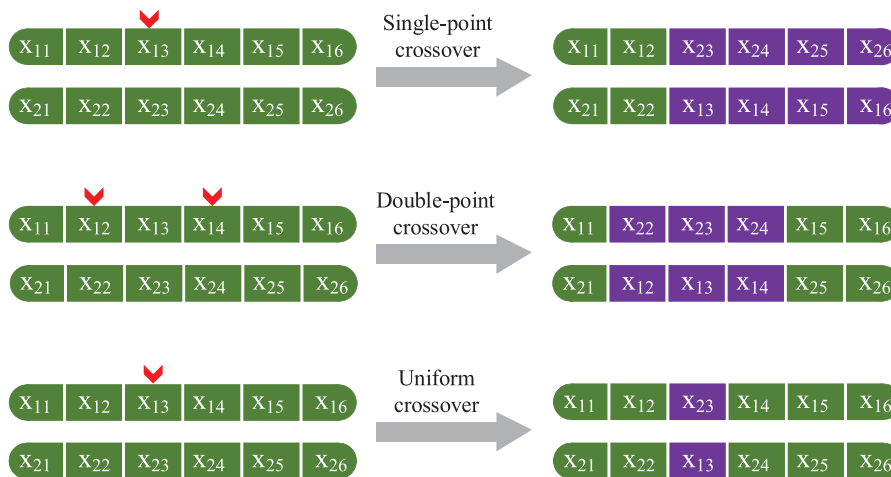 Single-point
crossover
x11 x12 x13 x14 x15 x16
x23 x24 x25 x26
x11 x12
x21 x22 x23 x24 x25 x26
x21 x22 x13 x14 x15 x16
Double-point
crossover
x11 x12 x13 x14 x15 x16
x11 x22 x23 x24 x15 x16
x21 x22 x23 x24 x25 x26
x21 x12 x13 x14 x25 x26
Uniform
crossover
x11 x12 x13 x14 x15 x16
x11 x12 x23 x14 x15 x16
x21 x22 x23 x24 x25 x26
x21 x22 x13 x24 x25 x26